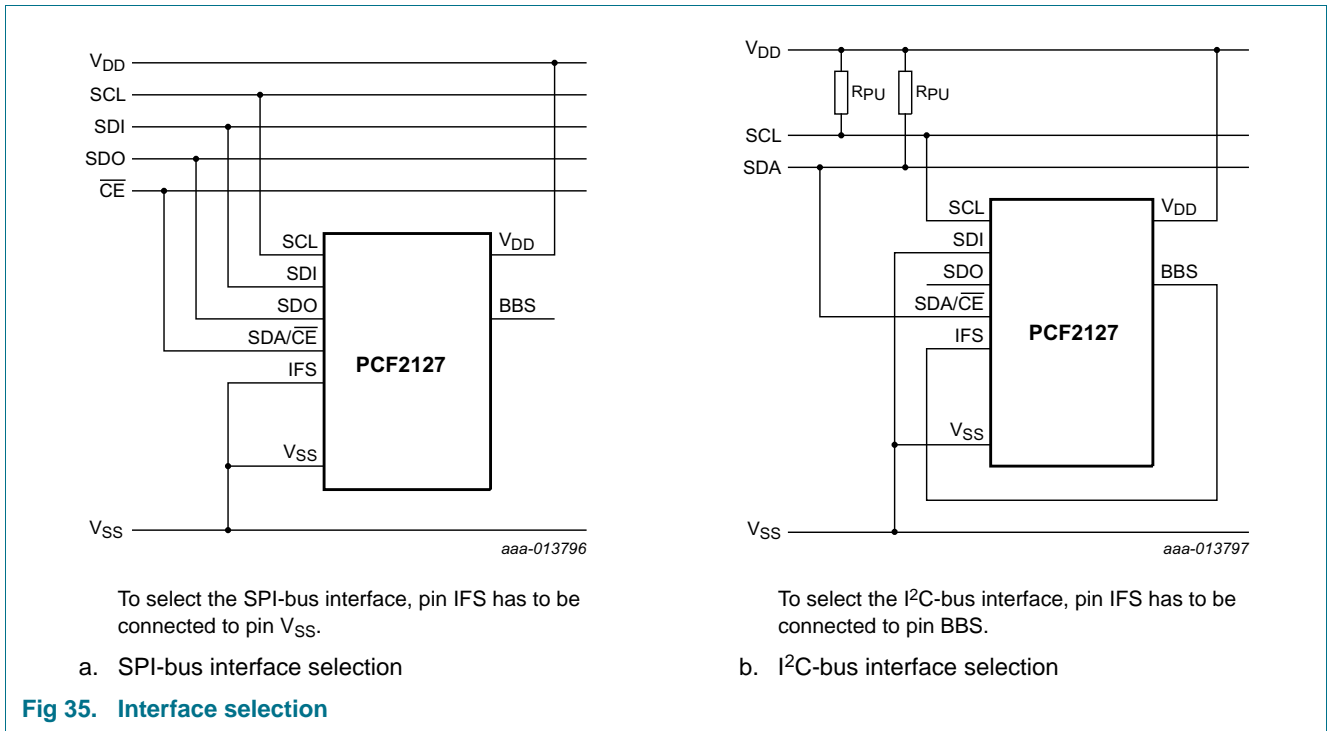 VDD
SCL
SDI
SDO
CE
SCL
SDI
SDO
SDA/CE
IFS
VSS
VDD
BBS
PCF2127
VSS
aaa-013796
To select the SPI-bus interface, pin IFS has to be
connected to pin VSS.
a. SPI-bus interface selection
VDD
RPU RPU
SCL
SDA
SCL
SDI
SDO
SDA/CE
IFS
VSS
VDD
BBS
PCF2127
VSS
aaa-013797
To select the I2C-bus interface, pin IFS has to be
connected to pin BBS.
b. I2C-bus interface selection
Fig 35. Interface selection